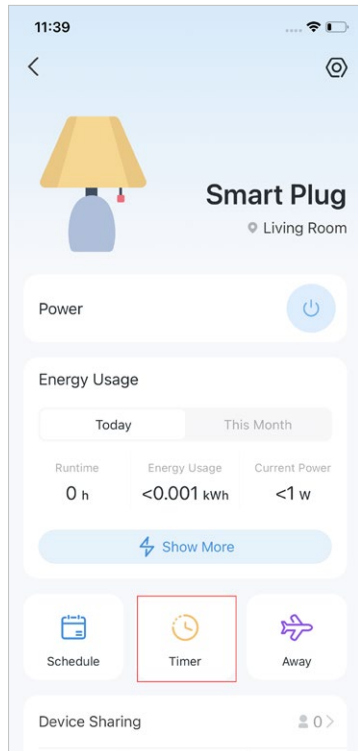 11:39
Smart Plug
Living Room
Power
Energy Usage
Today This Month
Runtime Energy Usage Current Power
0 h <0.001 kWh <1 w
Show More
Schedule Timer Away
Device Sharing 0